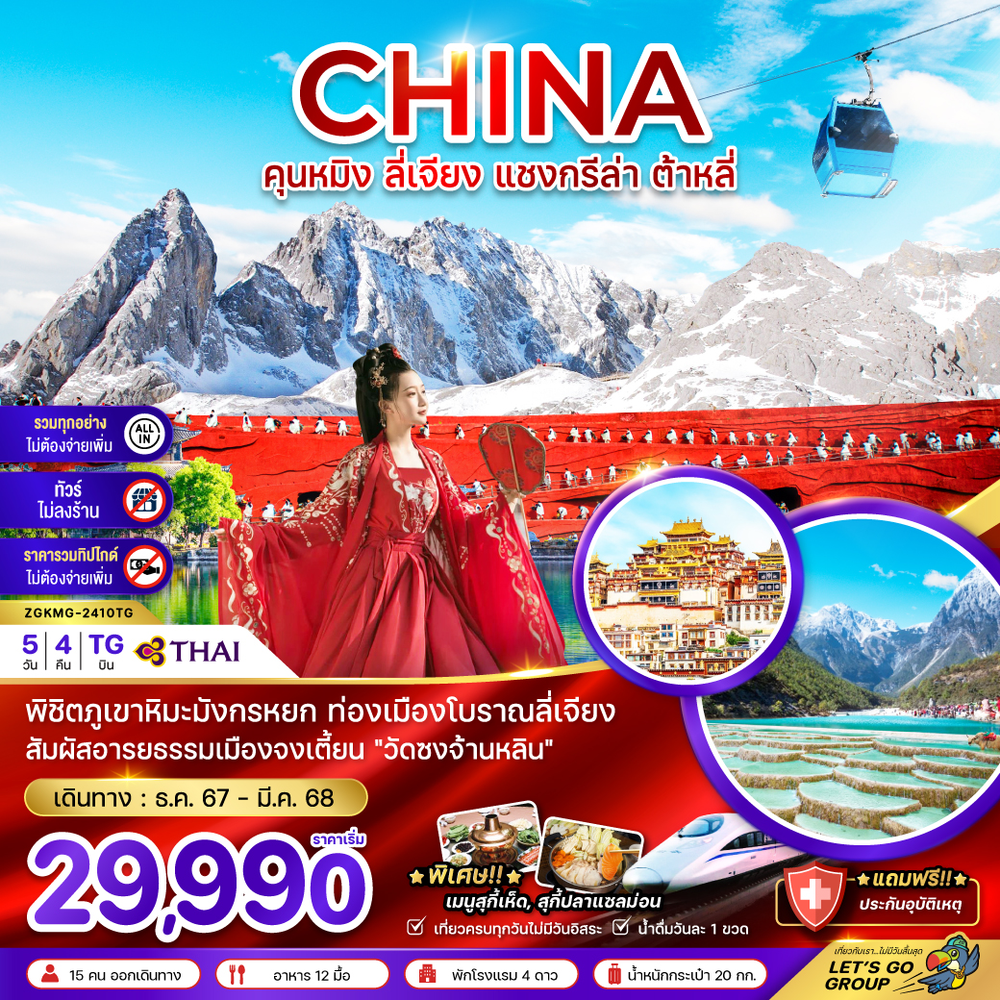 CHINA
คุนหมิง ลี่เจียง แชงกรีล่า ต้าหลี่
รวมทุกอย่าง
ไม่ต้องจ่ายเพิ่ม
ALL
IN
ทัวร์
ไม่ลงร้าน
ราคารวมทิปไกด์
ไม่ต้องจ่ายเพิ่ม
ZGKMG-2410TG
5 วัน
4 คืน
TG บิน
THAI
พิชิตภูเขาหิมะมังกรหยก ท่องเมืองโบราณลี่เจียง
สัมผัสอารยธรรมเมืองจงเตี้ยน "วัดซงจ้านหลิน"
เดินทาง : ธ.ค. 67 - มี.ค. 68
ราคาเริ่ม
29,990
พิเศษ!!
เมนูสุกี้เห็ด, สุกี้ปลาแซลม่อน
เที่ยวครบทุกวันไม่มีวันอิสระ
น้ำดื่มวันละ 1 ขวด
แถมฟรี!!
ประกันอุบัติเหตุ
15 คน ออกเดินทาง
อาหาร 12 มื้อ
พักโรงแรม 4 ดาว
น้ำหนักกระเป๋า 20 กก.
เที่ยวกับเรา...ไม่มีวันสิ้นสุด
LET'S GO
GROUP